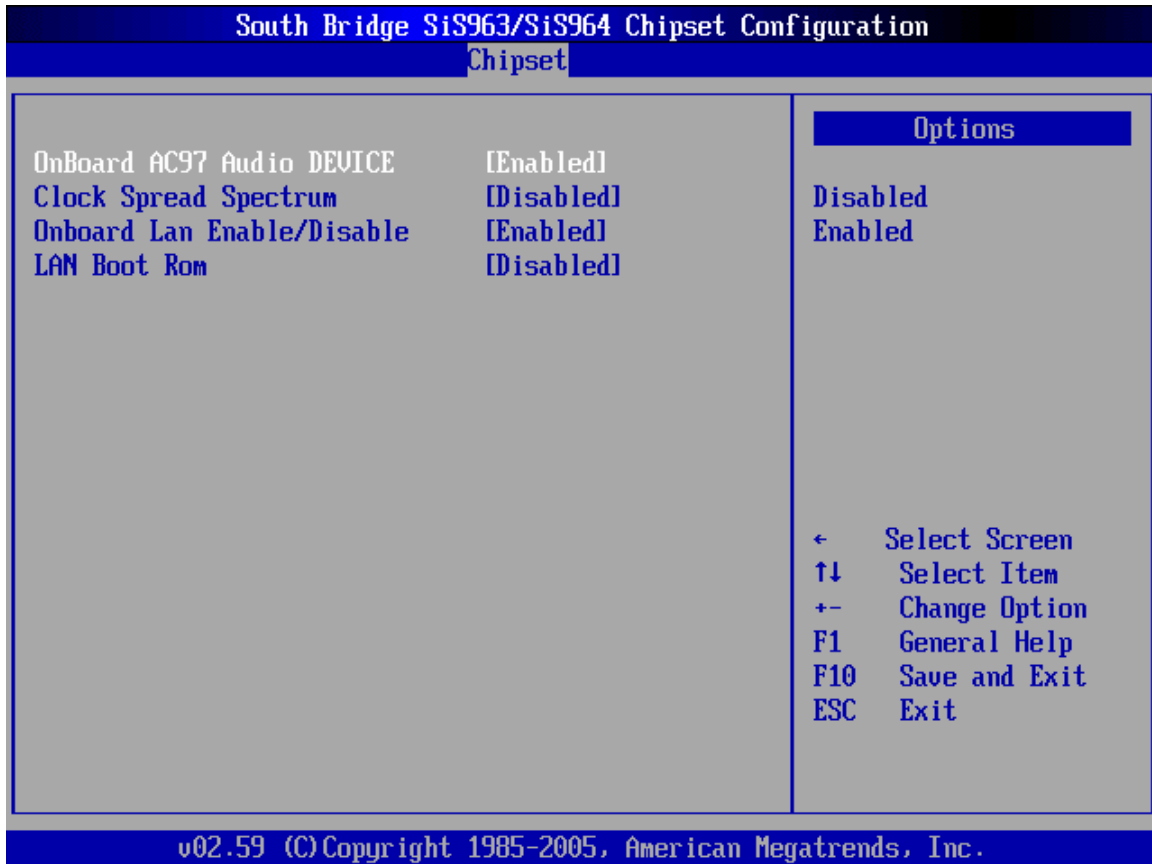 South Bridge SiS963/SiS964 Chipset Configuration
Chipset
OnBoard AC97 Audio DEVICE [Enabled]
Clock Spread Spectrum [Disabled]
Onboard Lan Enable/Disable [Enabled]
LAN Boot Rom [Disabled]
Options
Disabled
Enabled
← Select Screen
↑↓ Select Item
+- Change Option
F1 General Help
F10 Save and Exit
ESC Exit
v02.59 (C)Copyright 1985-2005, American Megatrends, Inc.